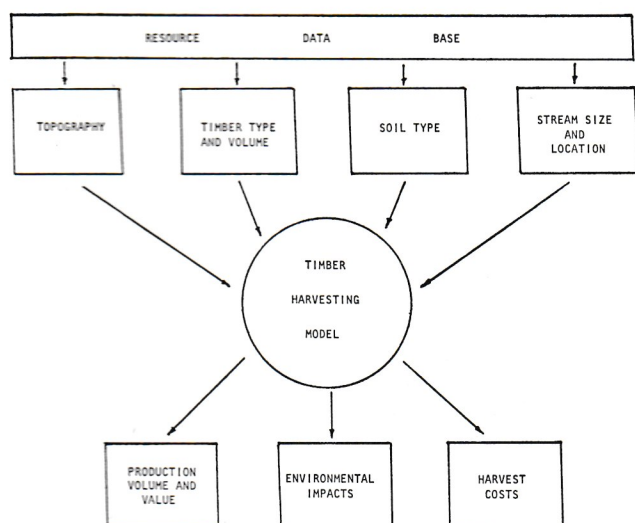 RESOURCE DATA BASE
TOPOGRAPHY
TIMBER TYPE
AND VOLUME
SOIL TYPE
STREAM SIZE
AND
LOCATION
TIMBER
HARVESTING
MODEL
PRODUCTION
VOLUME AND
VALUE
ENVIRONMENTAL
IMPACTS
HARVEST
COSTS